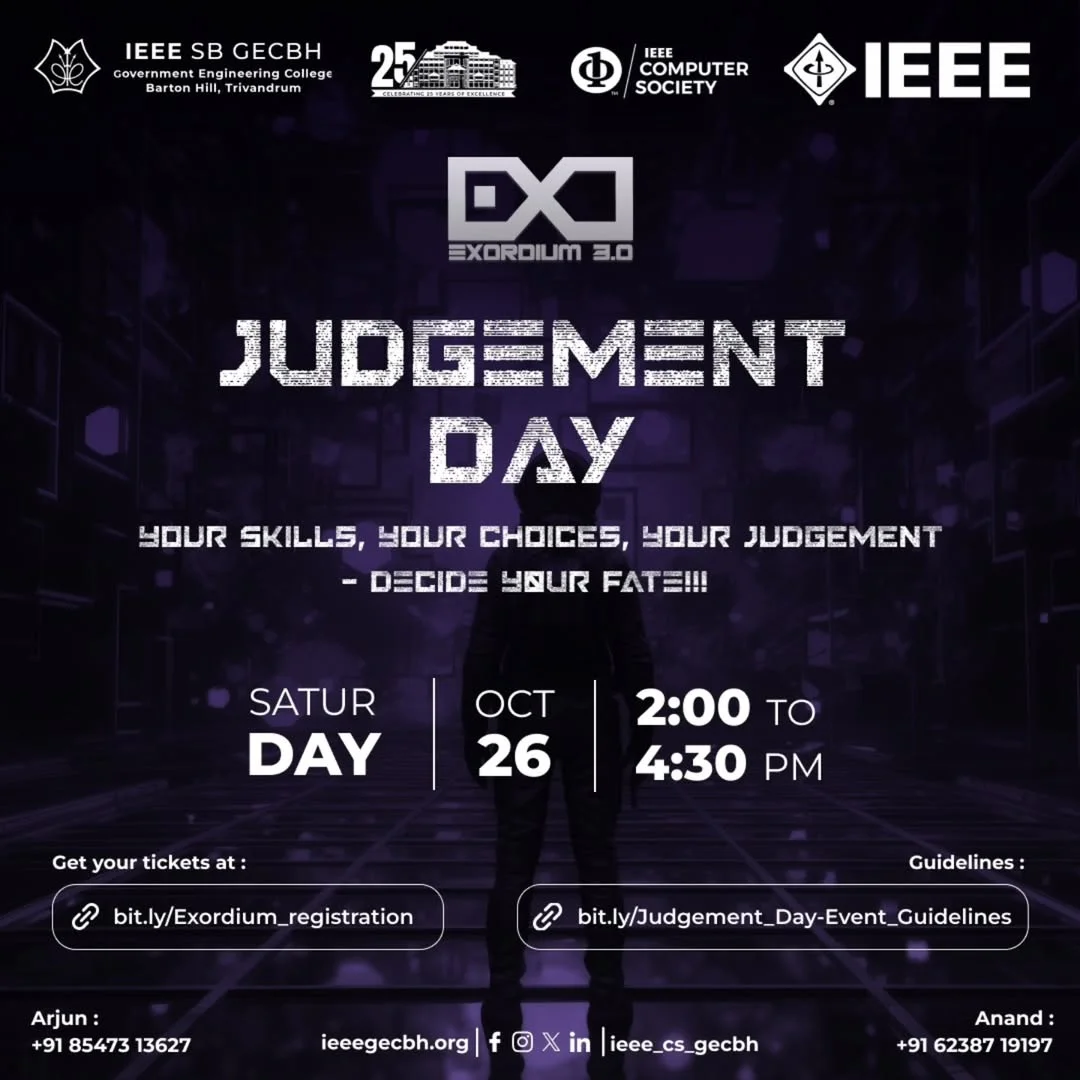 IEEE SB GECBH
Government Engineering College
Barton Hill, Trivandrum
25
CELEBRATING 25 YEARS OF EXCELLENCE
IEEE
COMPUTER
SOCIETY
TM
IEEE
®
EXORDIUM 3.0
JUDGEMENT
DAY
YOUR SKILLS, YOUR CHOICES, YOUR JUDGEMENT
- DECIDE YOUR FATE!!!
SATUR
DAY
OCT
26
2:00 TO
4:30 PM
Get your tickets at :
bit.ly/Exordium_registration
Guidelines :
bit.ly/Judgement_Day-Event_Guidelines
Arjun :
+91 85473 13627
ieeegecbh.org
ieee_cs_gecbh
Anand :
+91 62387 19197